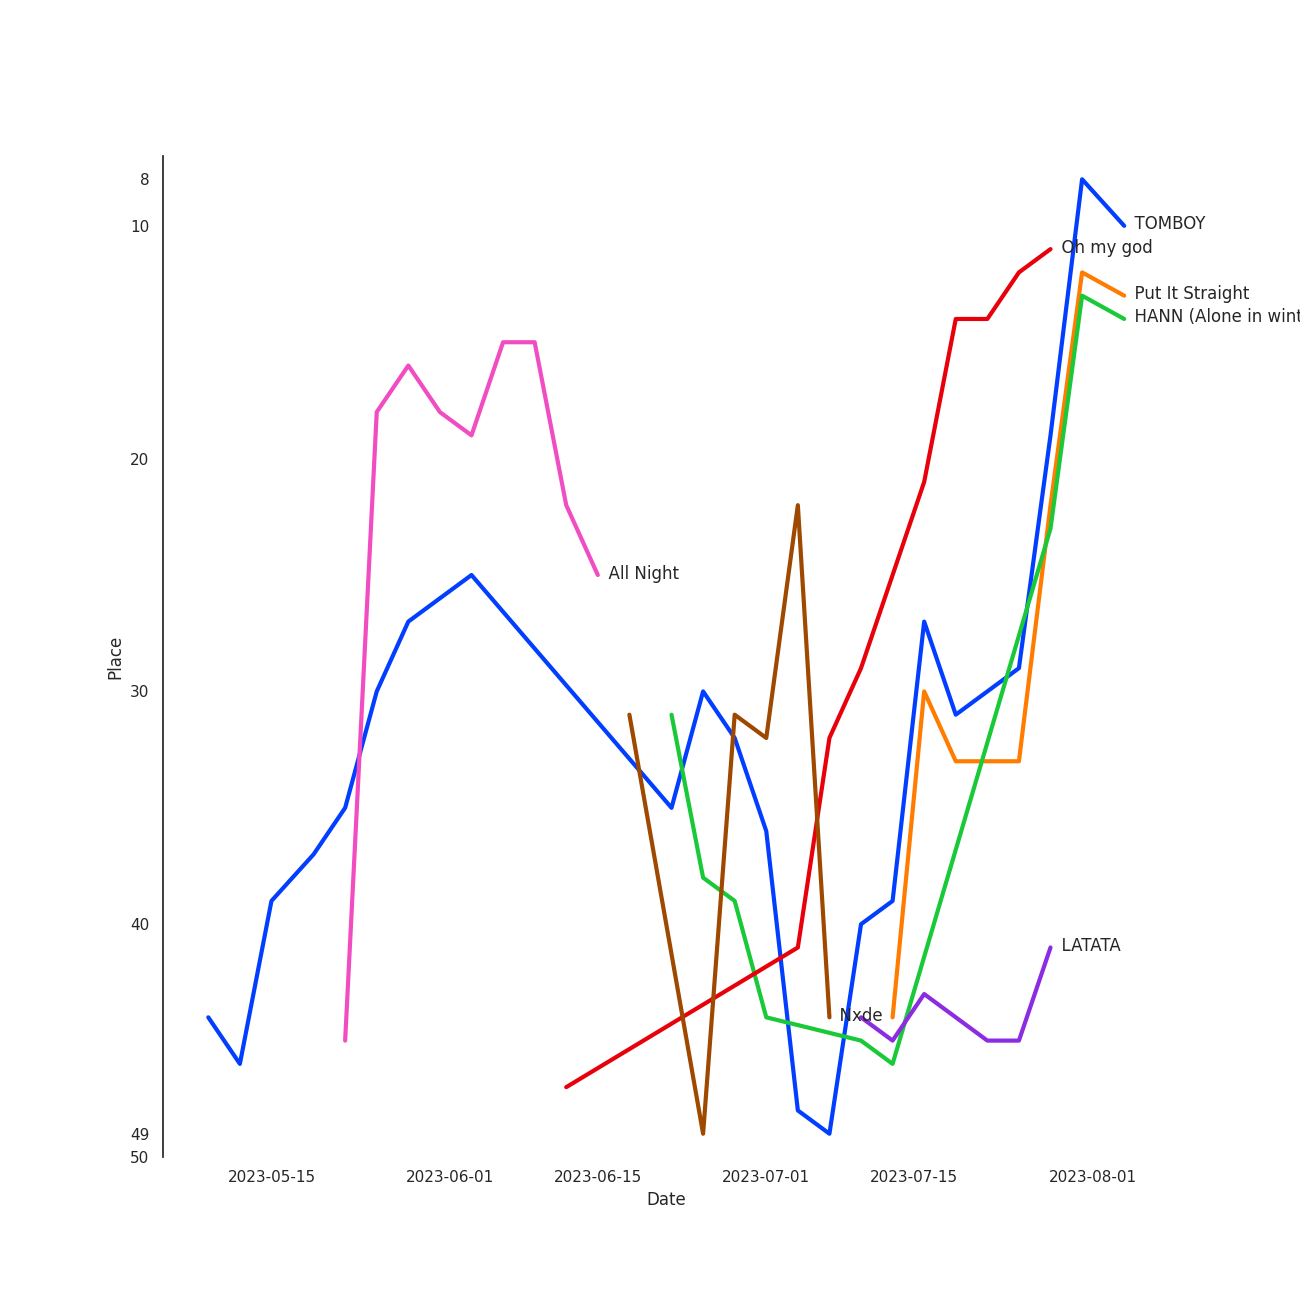 8
10
20
30
40
49
50
Place
TOMBOY
Oh my god
Put It Straight
HANN (Alone in wint
All Night
LATATA
Nxde
2023-05-15
2023-06-01
2023-06-15
2023-07-01
2023-07-15
2023-08-01
Date